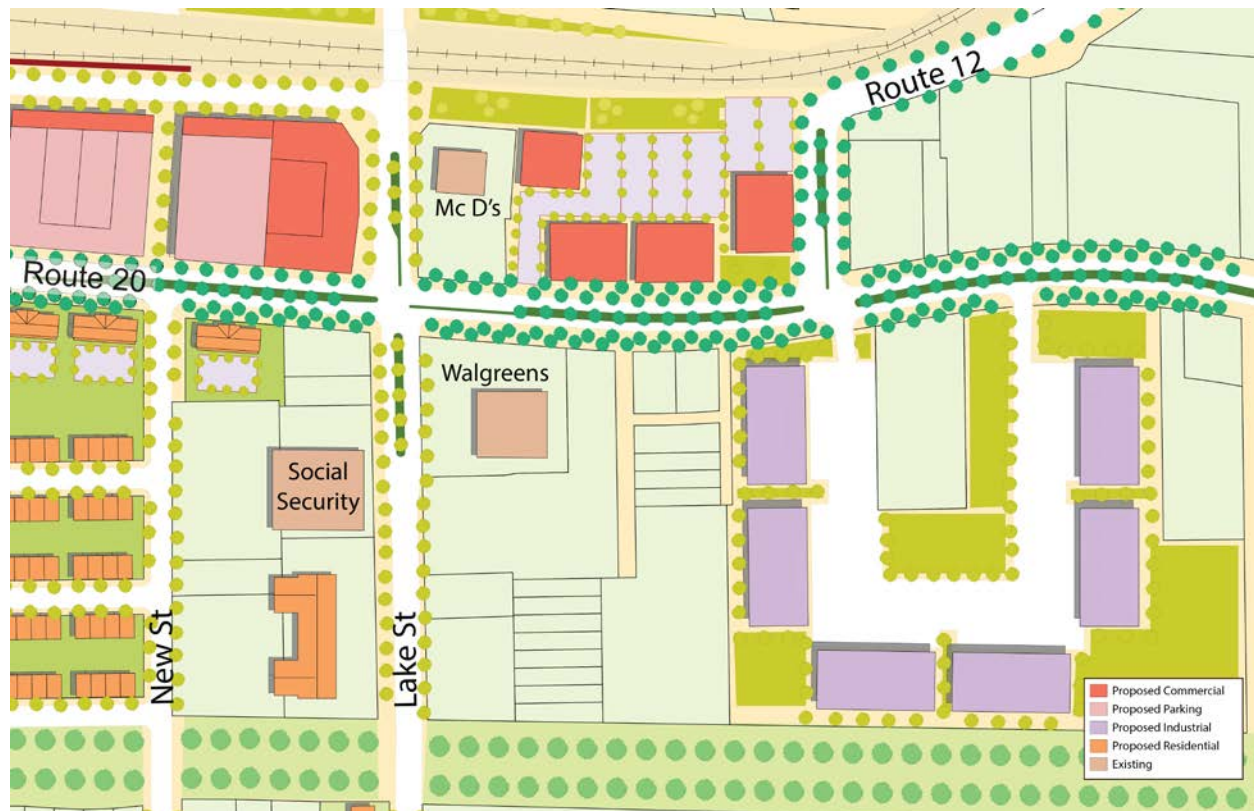 Route 12
Mc D's
Route 20
Walgreens
Social
Security
New St
Lake St
Proposed Commercial
Proposed Parking
Proposed Industrial
Proposed Residential
Existing